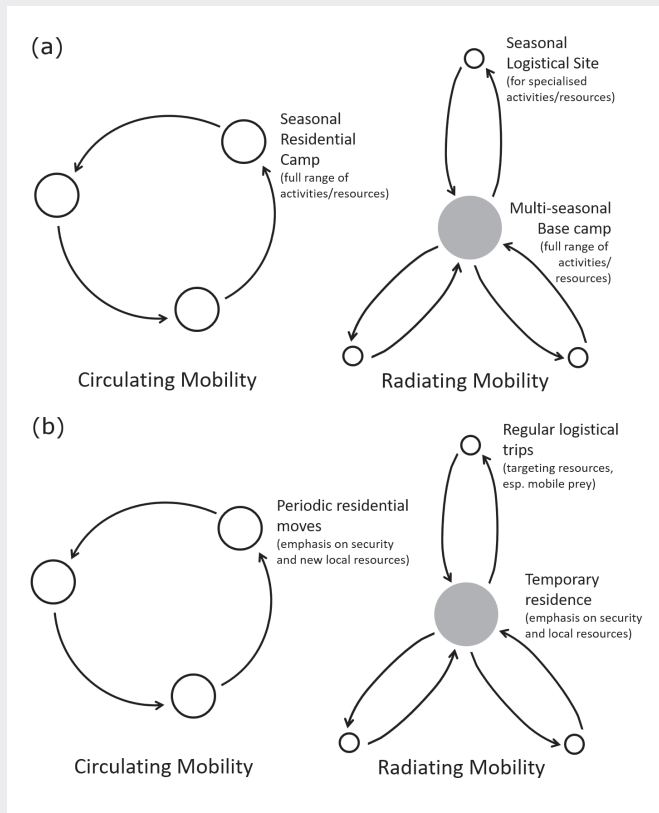 (a)
Seasonal
Residential
Camp
(full range of
activities/resources)
Circulating Mobility
Seasonal
Logistical Site
(for specialised
activities/resources)
Multi-seasonal
Base camp
(full range of
activities/
resources)
Radiating Mobility
(b)
Periodic residential
moves
(emphasis on security
and new local resources)
Circulating Mobility
Regular logistical
trips
(targeting resources,
esp. mobile prey)
Temporary
residence
(emphasis on security
and local resources)
Radiating Mobility